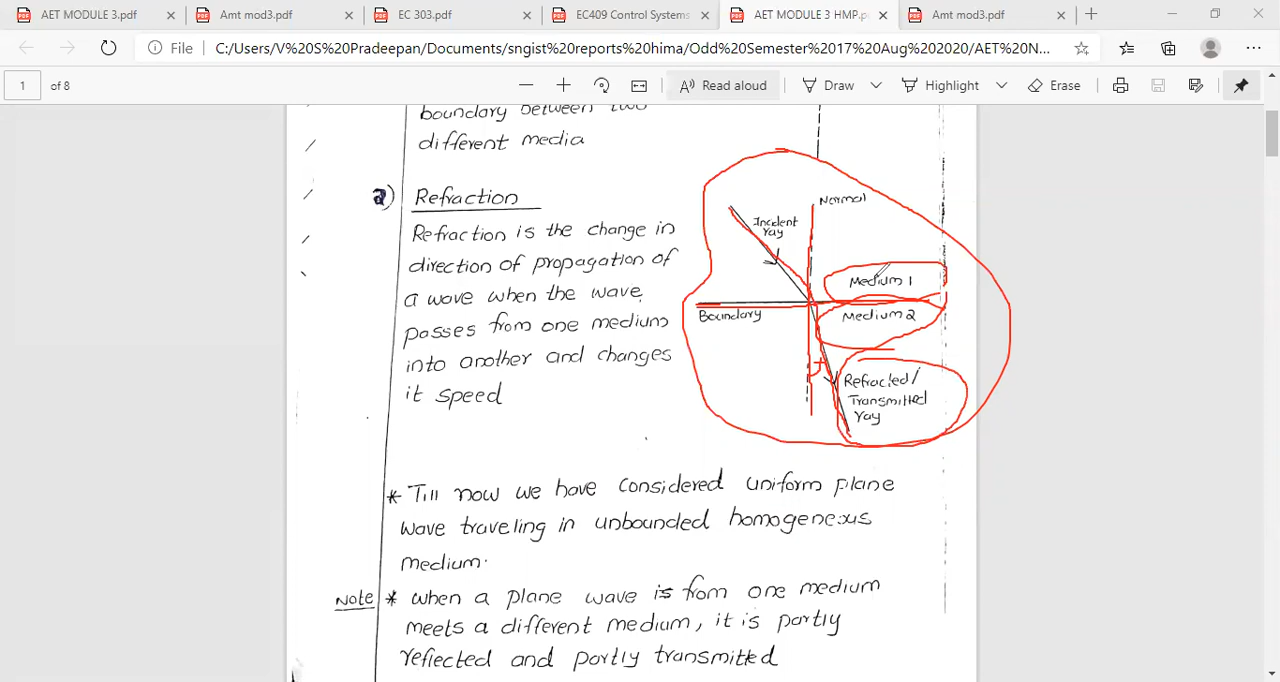 AET MODULE 3.pdf
Amt mod3.pdf
EC 303.pdf
EC409 Control Systems
AET MODULE 3 HMP.p
Amt mod3.pdf
File
C:/Users/V%20S%20Pradeepan/Documents/sngist%20reports%20hima/Odd%20Semester%2017%20Aug%202020/AET%20N...
1 of 8
Read aloud
Draw
Highlight
Erase
boundary between two
different media
2) Refraction
Refraction is the change in
direction of propagation of
a wave when the wave
passes from one medium
into another and changes
it speed
Normal
Incident
ray
Medium 1
Boundary
Medium 2
Refracted/
Transmitted
ray
* Till now we have considered uniform plane
wave traveling in unbounded homogeneous
medium.
Note * when a plane wave is from one medium
meets a different medium, it is partly
reflected and partly transmitted